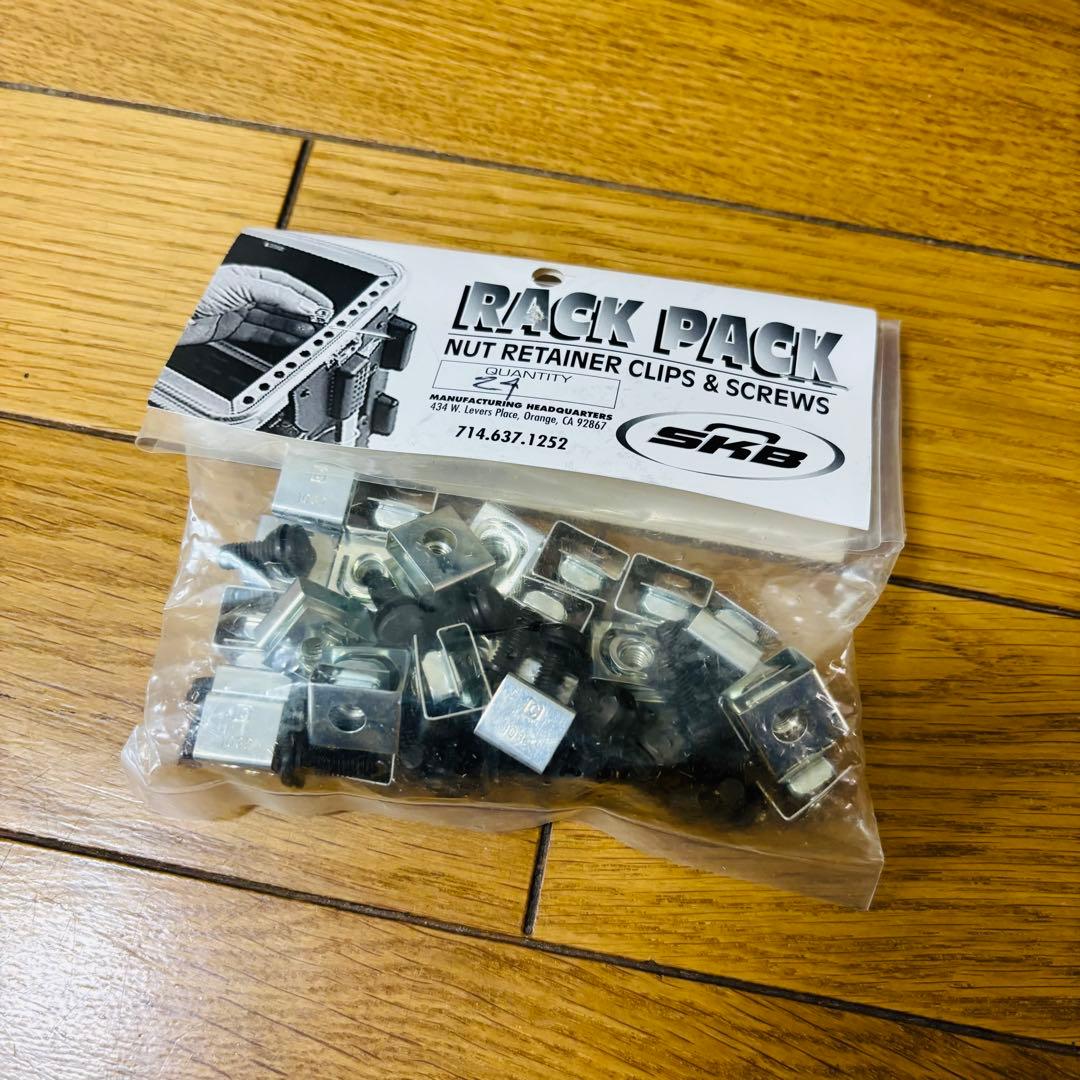 RACK PACK
NUT RETAINER CLIPS & SCREWS
QUANTITY
24
MANUFACTURING HEADQUARTERS
434 W. Levers Place, Orange, CA 92867
714.637.1252
SKB